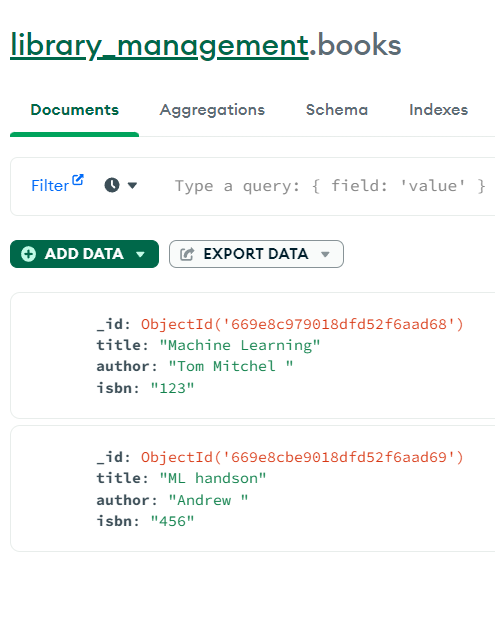 library_management.books
Documents Aggregations Schema Indexes
Filter Type a query: { field: 'value' }
ADD DATA EXPORT DATA
_id: ObjectId('669e8c979018dfd52f6aad68')
title: "Machine Learning"
author: "Tom Mitchel "
isbn: "123"
_id: ObjectId('669e8cbe9018dfd52f6aad69')
title: "ML handson"
author: "Andrew "
isbn: "456"